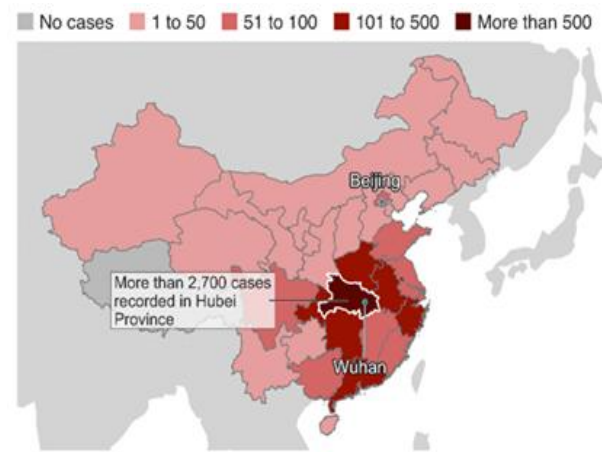 No cases 1 to 50 51 to 100 101 to 500 More than 500
Beijing
More than 2,700 cases
recorded in Hubei
Province
Wuhan